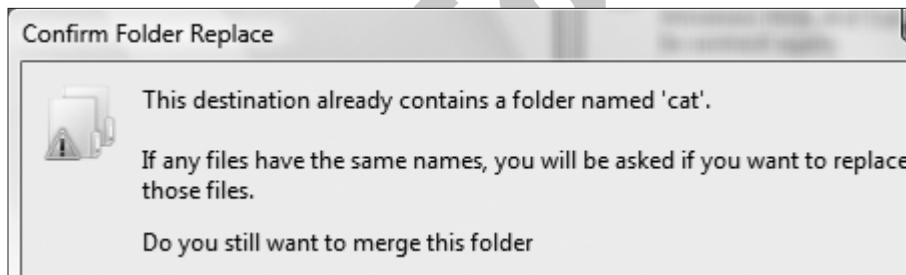 Confirm Folder Replace
This destination already contains a folder named 'cat'.
If any files have the same names, you will be asked if you want to replace
those files.
Do you still want to merge this folder